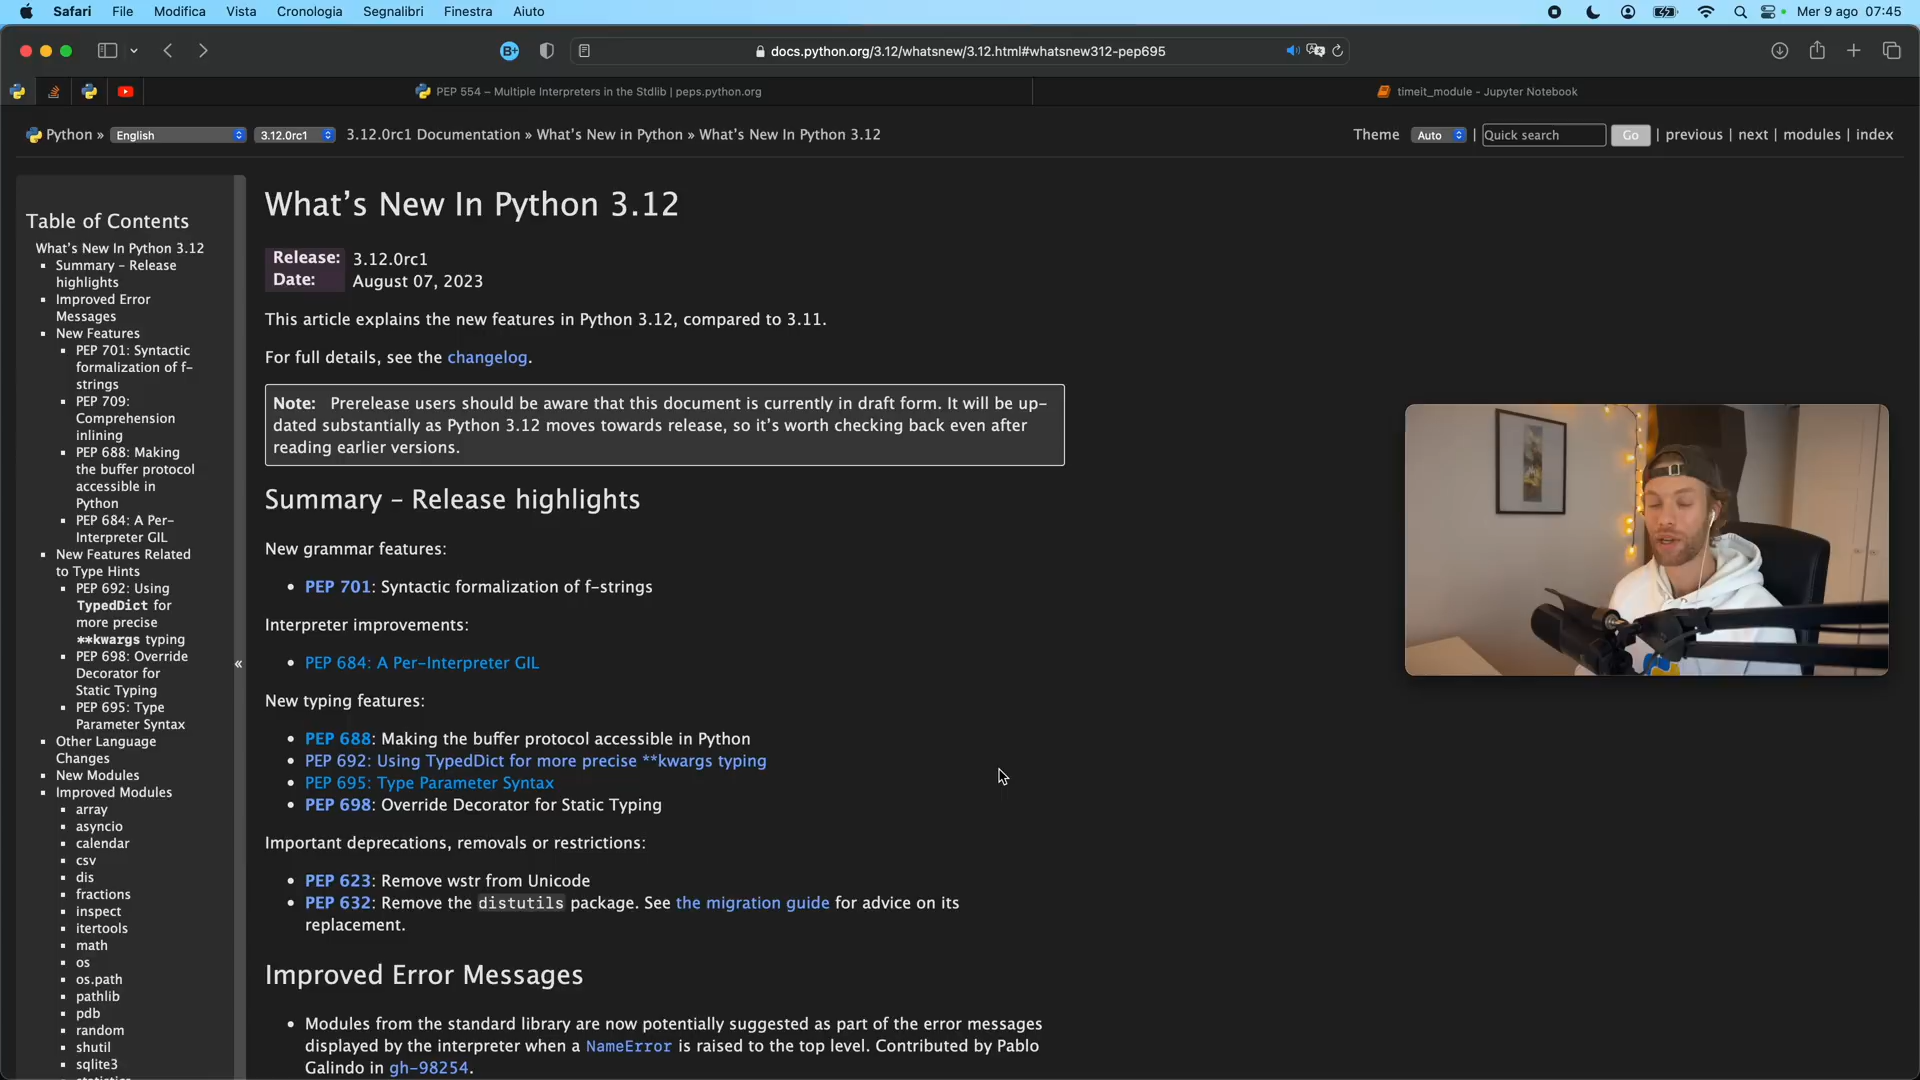 Safari File Modifica Vista Cronologia Segnalibri Finestra Aiuto Mer 9 ago 07:45
docs.python.org/3.12/whatsnew/3.12.html#whatsnew312-pep695
PEP 554 – Multiple Interpreters in the Stdlib | peps.python.org timeit_module - Jupyter Notebook
Python » English 3.12.0rc1 3.12.0rc1 Documentation » What's New in Python » What's New In Python 3.12 Theme Auto | Quick search Go | previous | next | modules | index
Table of Contents
What's New In Python 3.12
Summary – Release
highlights
Improved Error
Messages
New Features
PEP 701: Syntactic
formalization of f-
strings
PEP 709:
Comprehension
inlining
PEP 688: Making
the buffer protocol
accessible in
Python
PEP 684: A Per-
Interpreter GIL
New Features Related
to Type Hints
PEP 692: Using
TypedDict for
more precise
**kwargs typing
PEP 698: Override
Decorator for
Static Typing
PEP 695: Type
Parameter Syntax
Other Language
Changes
New Modules
Improved Modules
array
asyncio
calendar
csv
dis
fractions
inspect
itertools
math
os
os.path
pathlib
pdb
random
shutil
sqlite3
«
What's New In Python 3.12
Release: 3.12.0rc1
Date: August 07, 2023
This article explains the new features in Python 3.12, compared to 3.11.
For full details, see the changelog.
Note: Prerelease users should be aware that this document is currently in draft form. It will be up-
dated substantially as Python 3.12 moves towards release, so it's worth checking back even after
reading earlier versions.
Summary – Release highlights
New grammar features:
PEP 701: Syntactic formalization of f-strings
Interpreter improvements:
PEP 684: A Per-Interpreter GIL
New typing features:
PEP 688: Making the buffer protocol accessible in Python
PEP 692: Using TypedDict for more precise **kwargs typing
PEP 695: Type Parameter Syntax
PEP 698: Override Decorator for Static Typing
Important deprecations, removals or restrictions:
PEP 623: Remove wstr from Unicode
PEP 632: Remove the distutils package. See the migration guide for advice on its
replacement.
Improved Error Messages
Modules from the standard library are now potentially suggested as part of the error messages
displayed by the interpreter when a NameError is raised to the top level. Contributed by Pablo
Galindo in gh-98254.